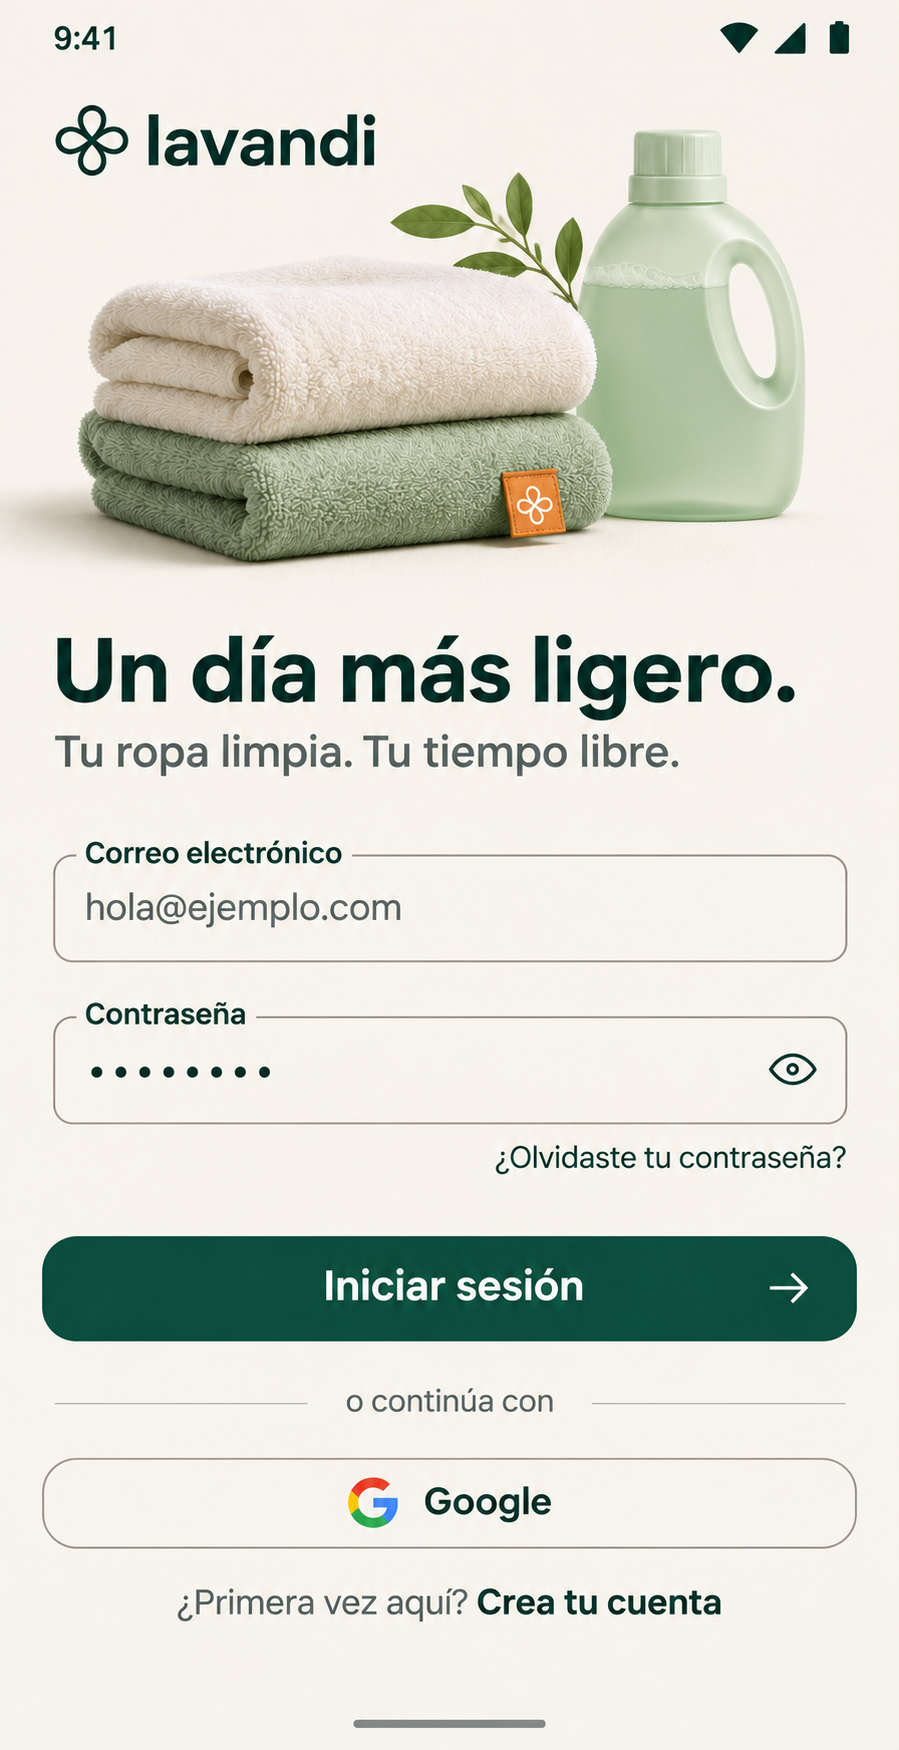 9:41
lavandi
Un día más ligero.
Tu ropa limpia. Tu tiempo libre.
Correo electrónico
hola@ejemplo.com
Contraseña
¿Olvidaste tu contraseña?
Iniciar sesión
o continúa con
Google
¿Primera vez aquí? Crea tu cuenta